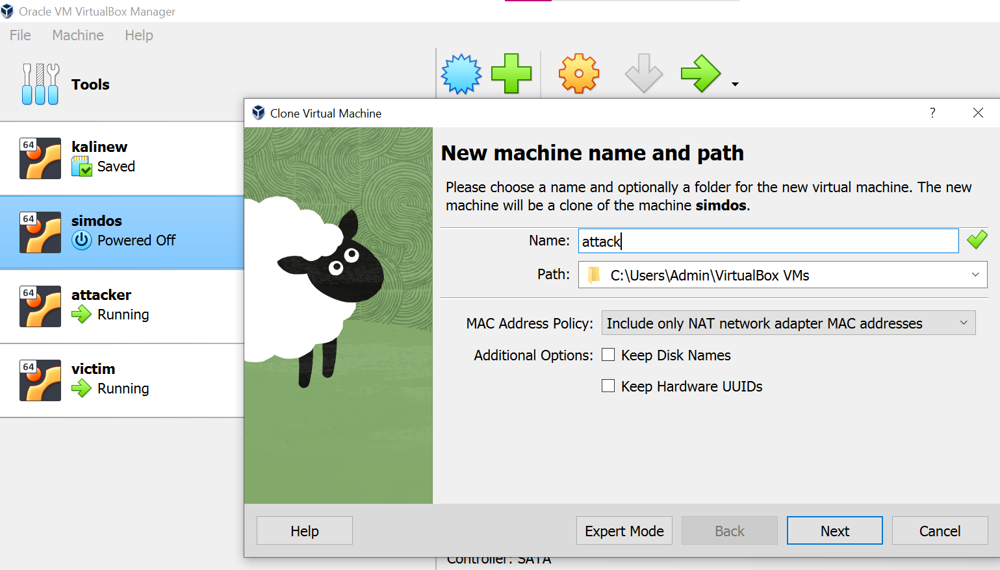 Oracle VM VirtualBox Manager
File Machine Help
Tools
64
kalinew
Saved
64
simdos
Powered Off
64
attacker
Running
64
victim
Running
Clone Virtual Machine
?
New machine name and path
Please choose a name and optionally a folder for the new virtual machine. The new
machine will be a clone of the machine simdos.
Name: attack
Path: C:\Users\Admin\VirtualBox VMs
MAC Address Policy: Include only NAT network adapter MAC addresses
Additional Options: Keep Disk Names
Keep Hardware UUIDs
Help Expert Mode Back Next Cancel
Controller: SATA